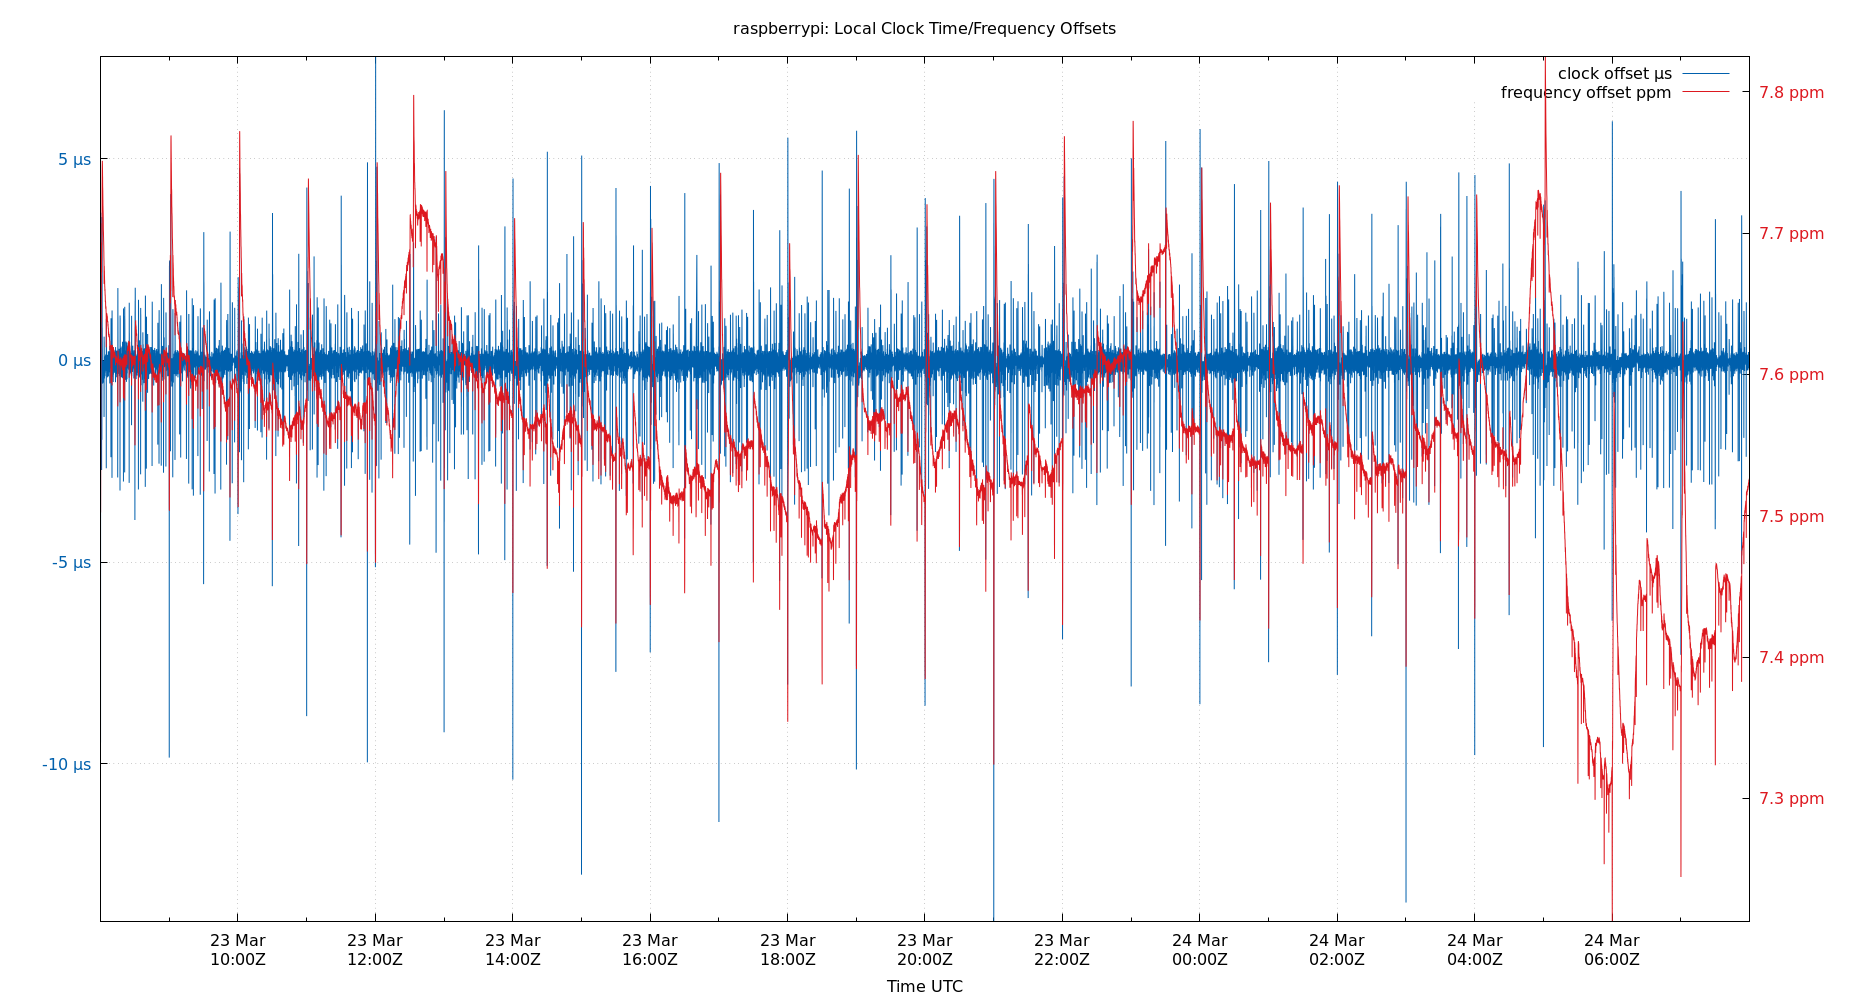 raspberrypi: Local Clock Time/Frequency Offsets
clock offset µs
frequency offset ppm
5 µs
0 µs
-5 µs
-10 µs
7.8 ppm
7.7 ppm
7.6 ppm
7.5 ppm
7.4 ppm
7.3 ppm
23 Mar
10:00Z
23 Mar
12:00Z
23 Mar
14:00Z
23 Mar
16:00Z
23 Mar
18:00Z
23 Mar
20:00Z
23 Mar
22:00Z
24 Mar
00:00Z
24 Mar
02:00Z
24 Mar
04:00Z
24 Mar
06:00Z
Time UTC